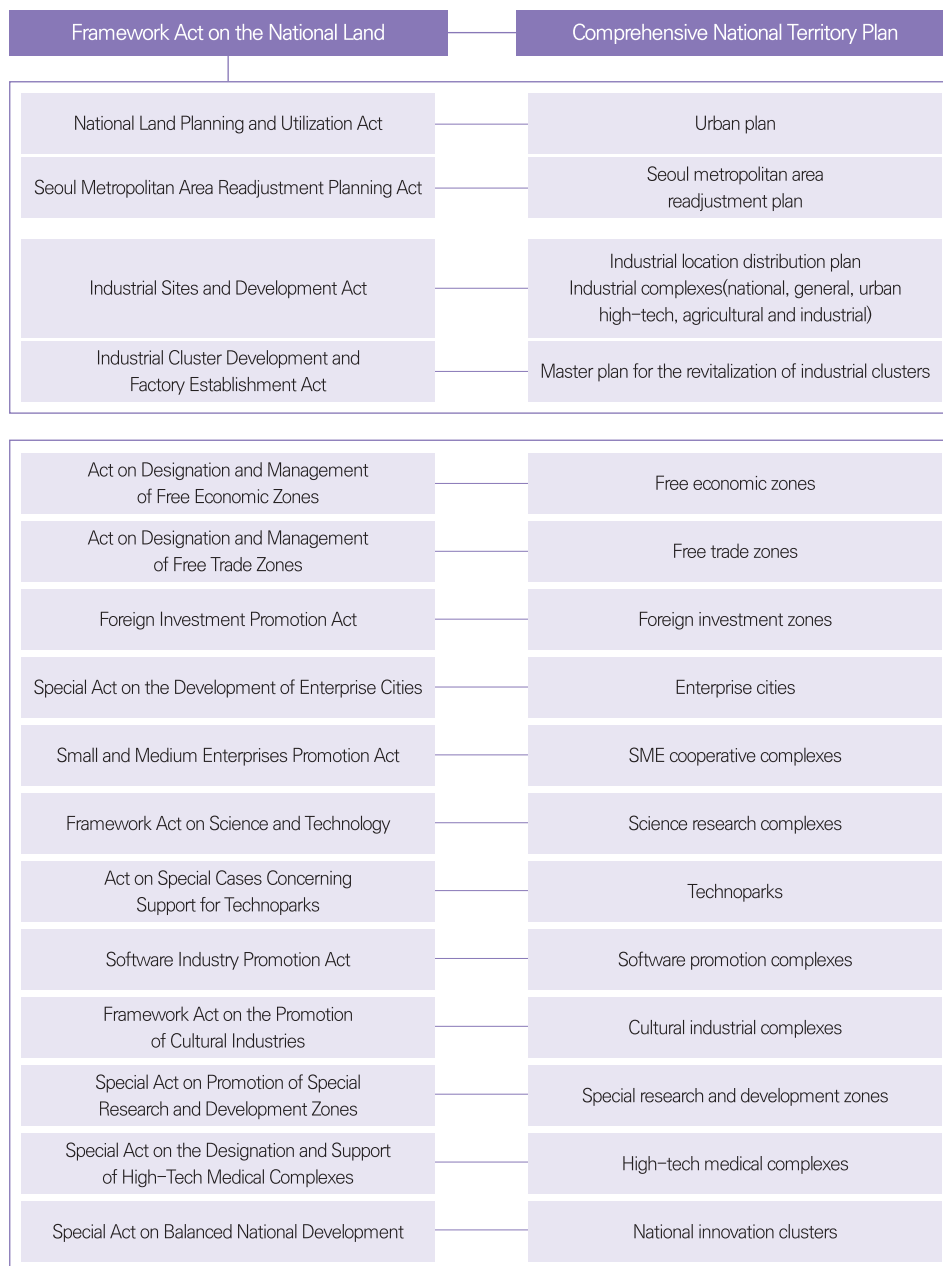 Framework Act on the National Land
Comprehensive National Territory Plan
National Land Planning and Utilization Act
Urban plan
Seoul Metropolitan Area Readjustment Planning Act
Seoul metropolitan area
readjustment plan
Industrial Sites and Development Act
Industrial location distribution plan
Industrial complexes(national, general, urban
high-tech, agricultural and industrial)
Industrial Cluster Development and
Factory Establishment Act
Master plan for the revitalization of industrial clusters
Act on Designation and Management
of Free Economic Zones
Free economic zones
Act on Designation and Management
of Free Trade Zones
Free trade zones
Foreign Investment Promotion Act
Foreign investment zones
Special Act on the Development of Enterprise Cities
Enterprise cities
Small and Medium Enterprises Promotion Act
SME cooperative complexes
Framework Act on Science and Technology
Science research complexes
Act on Special Cases Concerning
Support for Technoparks
Technoparks
Software Industry Promotion Act
Software promotion complexes
Framework Act on the Promotion
of Cultural Industries
Cultural industrial complexes
Special Act on Promotion of Special
Research and Development Zones
Special research and development zones
Special Act on the Designation and Support
of High-Tech Medical Complexes
High-tech medical complexes
Special Act on Balanced National Development
National innovation clusters